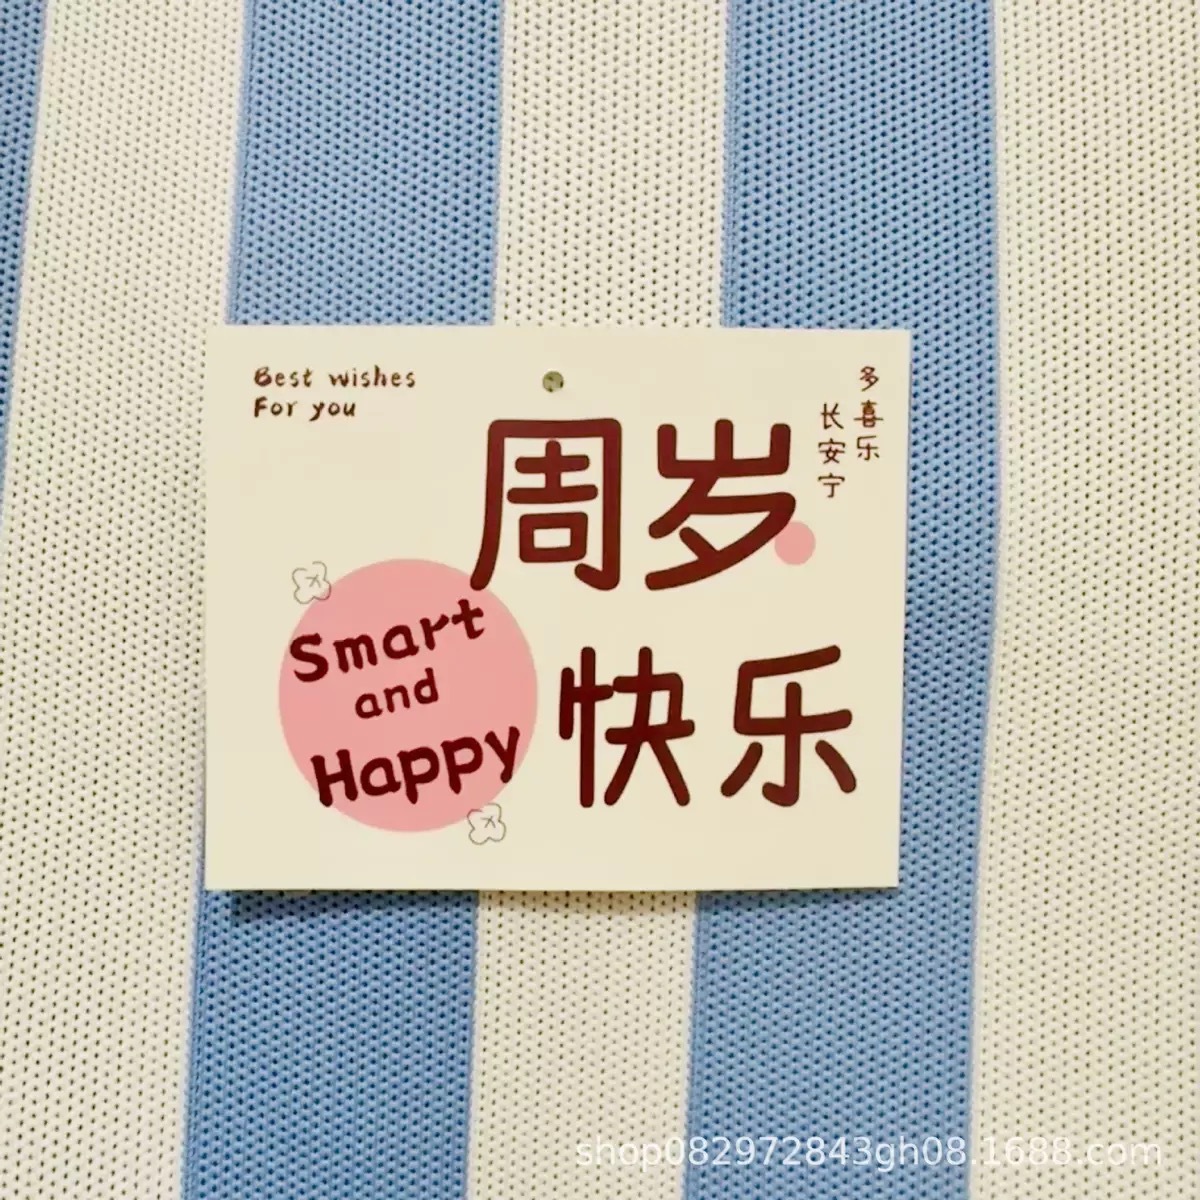 Best wishes
For you
多喜乐
长安宁
周岁
快乐
Smart
and
Happy
shop082972843gh08.1688.com